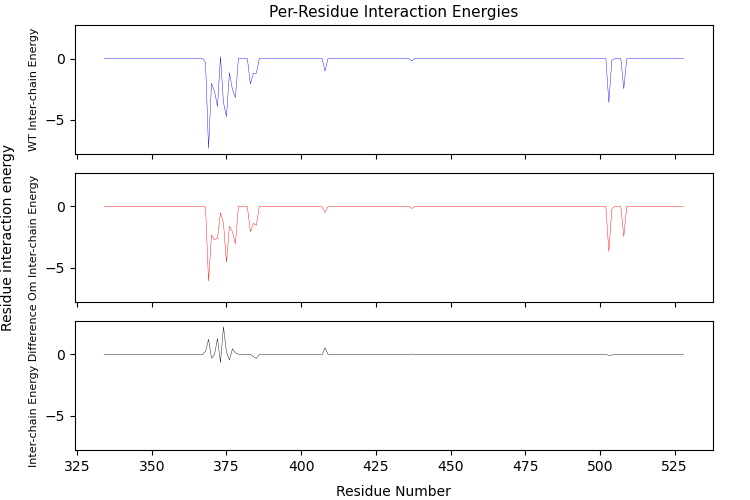 Per-Residue Interaction Energies
Residue interaction energy
WT Inter-chain Energy
0
−5
Om Inter-chain Energy
0
−5
Inter-chain Energy Difference
0
−5
325
350
375
400
425
450
475
500
525
Residue Number